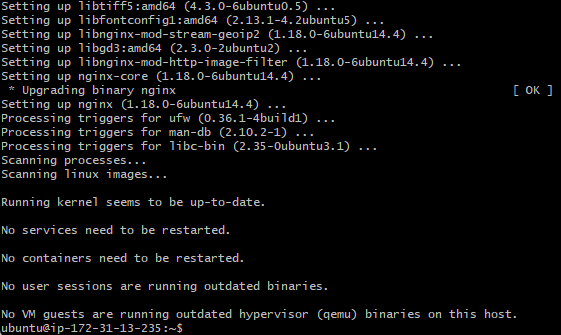 Setting up libtiff5:amd64 (4.3.0-6ubuntu0.5) ...
Setting up libfontconfig1:amd64 (2.13.1-4.2ubuntu5) ...
Setting up libnginx-mod-stream-geoip2 (1.18.0-6ubuntu14.4) ...
Setting up libgd3:amd64 (2.3.0-2ubuntu2) ...
Setting up libnginx-mod-http-image-filter (1.18.0-6ubuntu14.4) ...
Setting up nginx-core (1.18.0-6ubuntu14.4) ...
 * Upgrading binary nginx [ OK ]
Setting up nginx (1.18.0-6ubuntu14.4) ...
Processing triggers for ufw (0.36.1-4build1) ...
Processing triggers for man-db (2.10.2-1) ...
Processing triggers for libc-bin (2.35-0ubuntu3.1) ...
Scanning processes...
Scanning linux images...
Running kernel seems to be up-to-date.
No services need to be restarted.
No containers need to be restarted.
No user sessions are running outdated binaries.
No VM guests are running outdated hypervisor (qemu) binaries on this host.
ubuntu@ip-172-31-13-235:~$